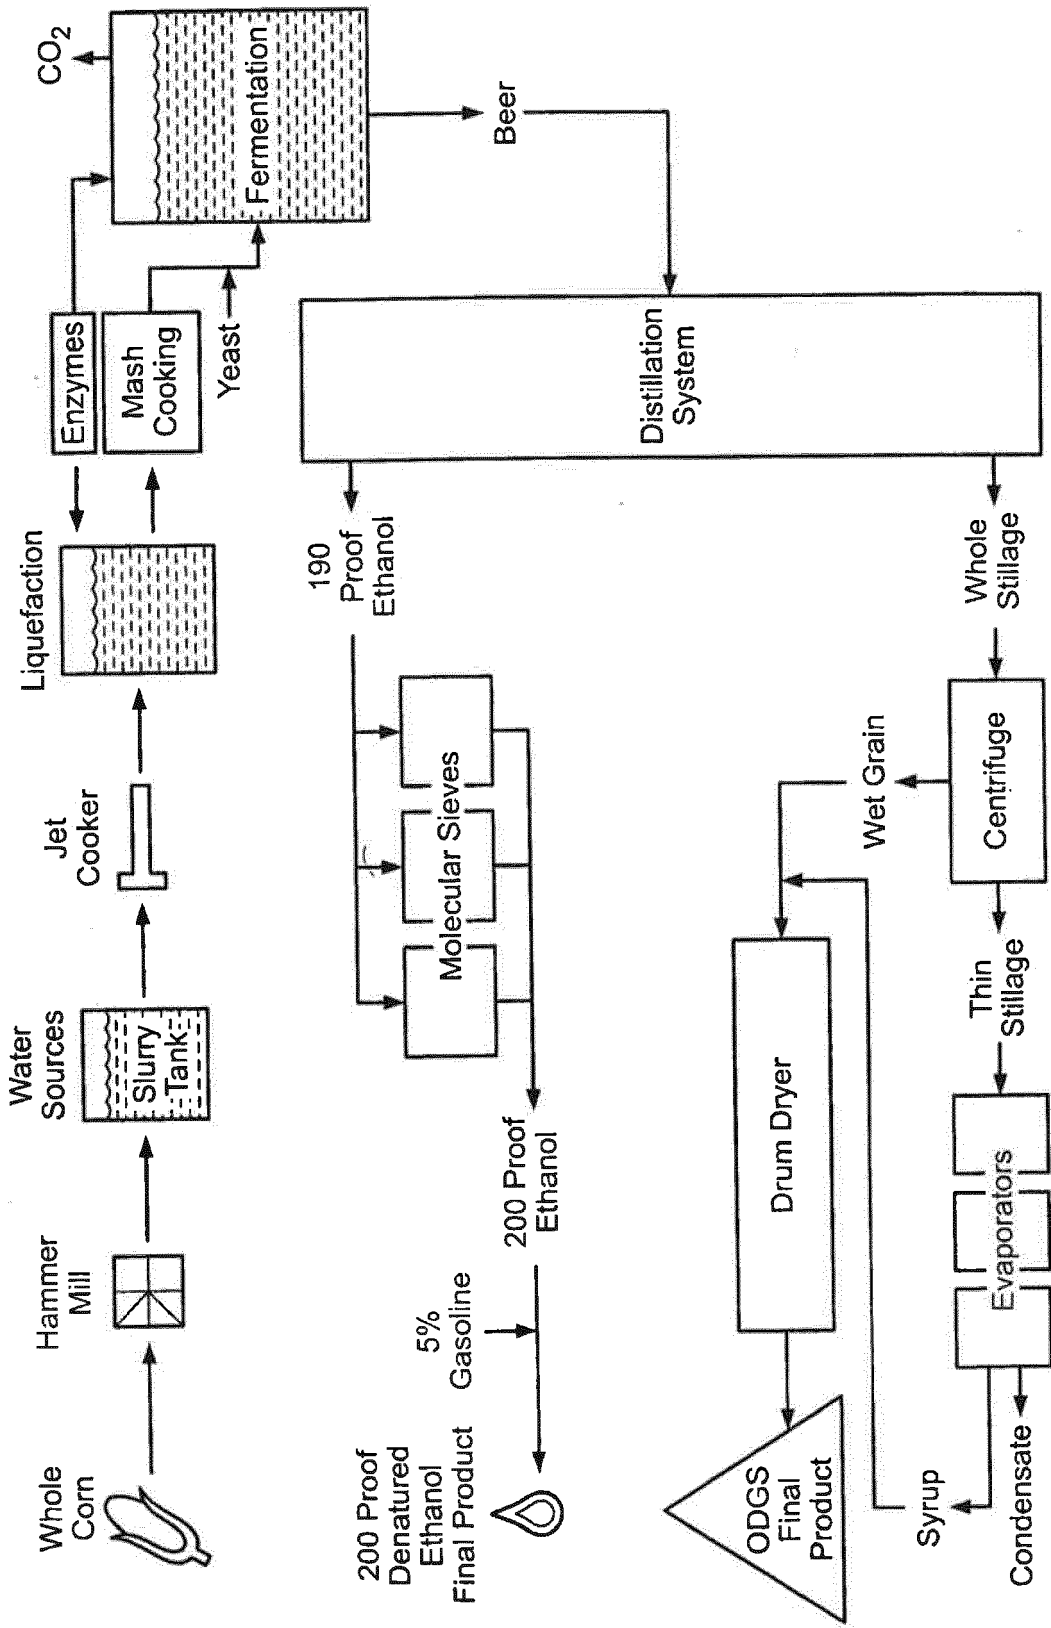 Whole
Corn
Hammer
Mill
Water
Sources
Slurry
Tank
Jet
Cooker
Liquefaction
Enzymes
Mash
Cooking
Yeast
CO2
Fermentation
Beer
Distillation
System
190
Proof
Ethanol
Molecular Sieves
200 Proof
Ethanol
5%
Gasoline
200 Proof
Denatured
Ethanol
Final Product
Whole
Stillage
Centrifuge
Wet Grain
Thin
Stillage
Evaporators
Syrup
Condensate
Drum Dryer
ODGS
Final
Product